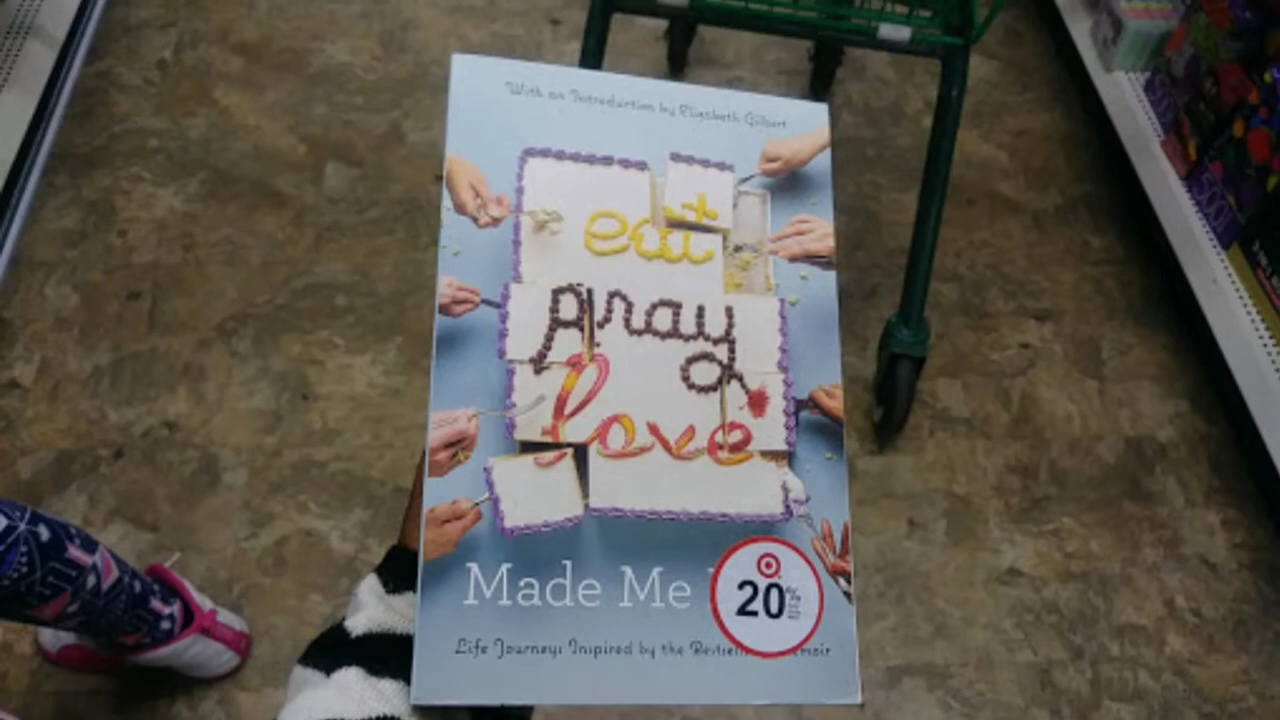 With an Introduction by Elizabeth Gilbert
eat
pray
love
Made Me
20%
Life Journeys Inspired by the